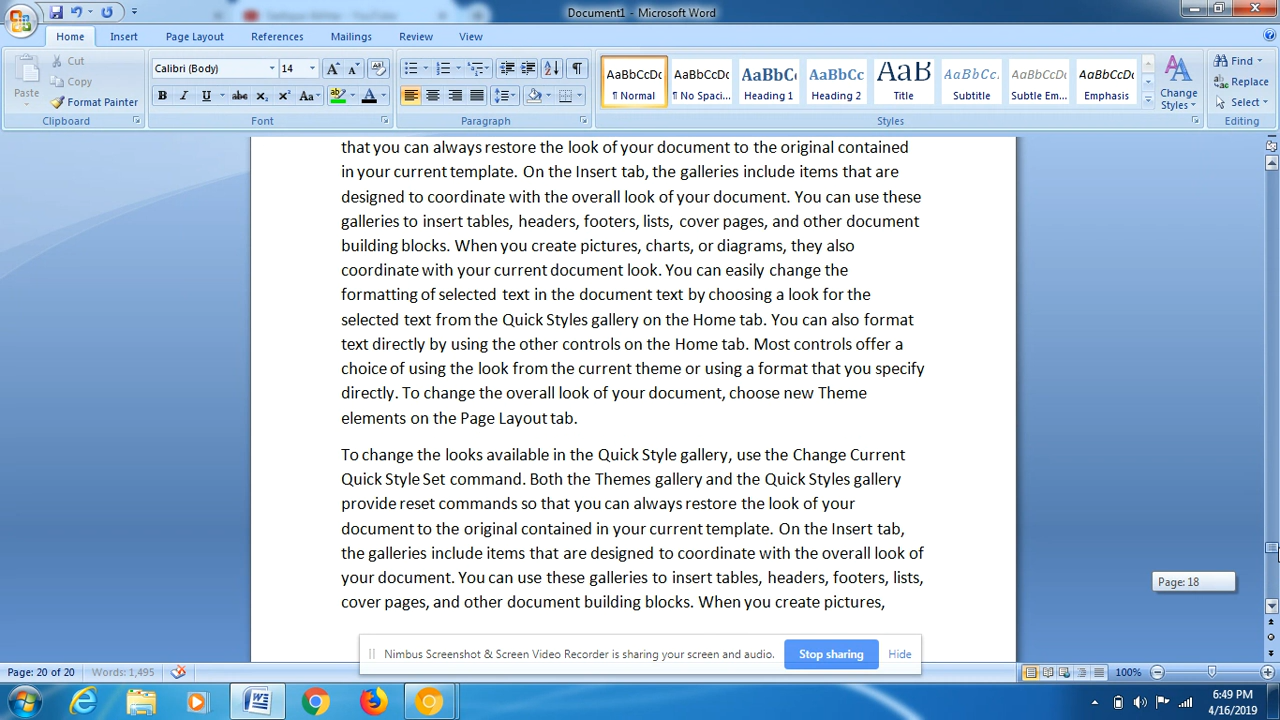 Document1 - Microsoft Word
Home Insert Page Layout References Mailings Review View
Paste
Cut
Copy
Format Painter
Clipboard
Calibri (Body) 14
Font
Paragraph
AaBbCcDc AaBbCcDc AaBbC AaBbCc AaB AaBbCc. AaBbCcDc AaBbCcDc
¶ Normal ¶ No Spaci... Heading 1 Heading 2 Title Subtitle Subtle Em... Emphasis
Change
Styles
Styles
Find
Replace
Select
Editing
that you can always restore the look of your document to the original contained
in your current template. On the Insert tab, the galleries include items that are
designed to coordinate with the overall look of your document. You can use these
galleries to insert tables, headers, footers, lists, cover pages, and other document
building blocks. When you create pictures, charts, or diagrams, they also
coordinate with your current document look. You can easily change the
formatting of selected text in the document text by choosing a look for the
selected text from the Quick Styles gallery on the Home tab. You can also format
text directly by using the other controls on the Home tab. Most controls offer a
choice of using the look from the current theme or using a format that you specify
directly. To change the overall look of your document, choose new Theme
elements on the Page Layout tab.
To change the looks available in the Quick Style gallery, use the Change Current
Quick Style Set command. Both the Themes gallery and the Quick Styles gallery
provide reset commands so that you can always restore the look of your
document to the original contained in your current template. On the Insert tab,
the galleries include items that are designed to coordinate with the overall look of
your document. You can use these galleries to insert tables, headers, footers, lists,
cover pages, and other document building blocks. When you create pictures,
Page: 18
Nimbus Screenshot & Screen Video Recorder is sharing your screen and audio. Stop sharing Hide
Page: 20 of 20 Words: 1,495 100%
6:49 PM
4/16/2019